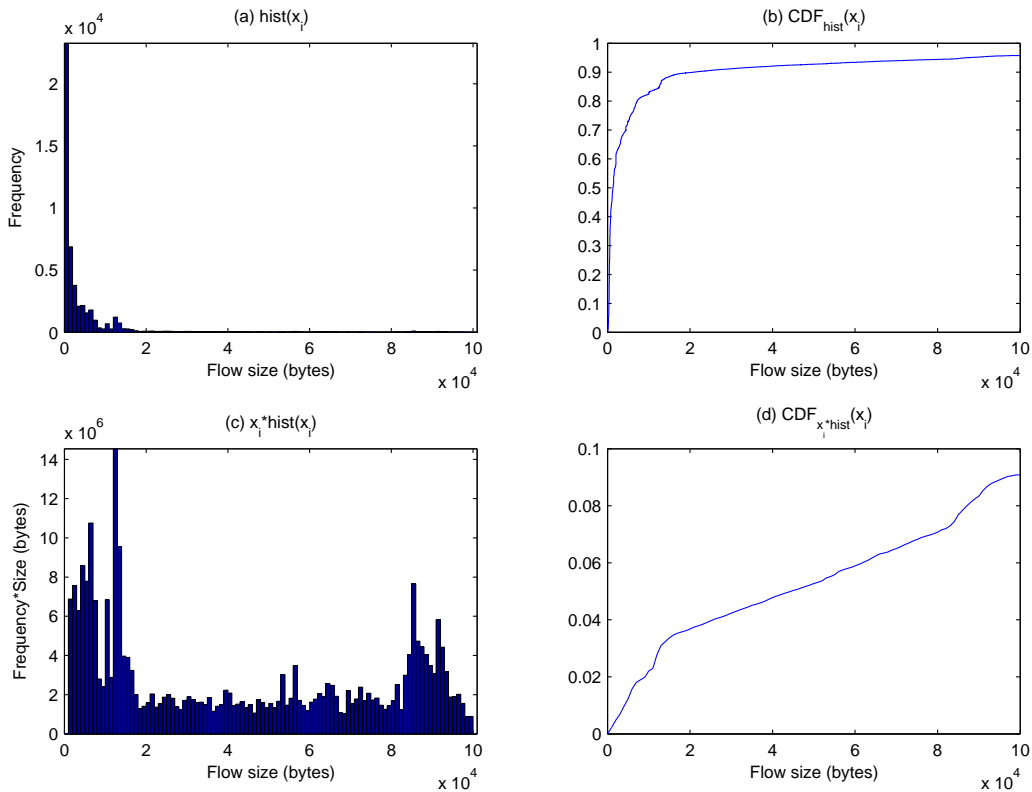 (a) hist(x_i)
x 10^4
2
1.5
1
0.5
0
Frequency
0 2 4 6 8 10
Flow size (bytes)
x 10^4
(b) CDF_hist(x_i)
1
0.9
0.8
0.7
0.6
0.5
0.4
0.3
0.2
0.1
0
0 2 4 6 8 10
Flow size (bytes)
x 10^4
(c) x_i*hist(x_i)
x 10^6
14
12
10
8
6
4
2
0
Frequency*Size (bytes)
0 2 4 6 8 10
Flow size (bytes)
x 10^4
(d) CDF_x_i*hist(x_i)
0.1
0.08
0.06
0.04
0.02
0
0 2 4 6 8 10
Flow size (bytes)
x 10^4